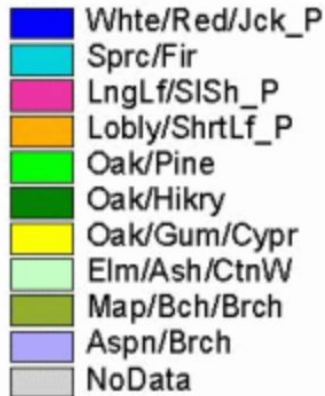 Whte/Red/Jck_P
Sprc/Fir
LngLf/SlSh_P
Lobly/ShrtLf_P
Oak/Pine
Oak/Hikry
Oak/Gum/Cypr
Elm/Ash/CtnW
Map/Bch/Brch
Aspn/Brch
NoData